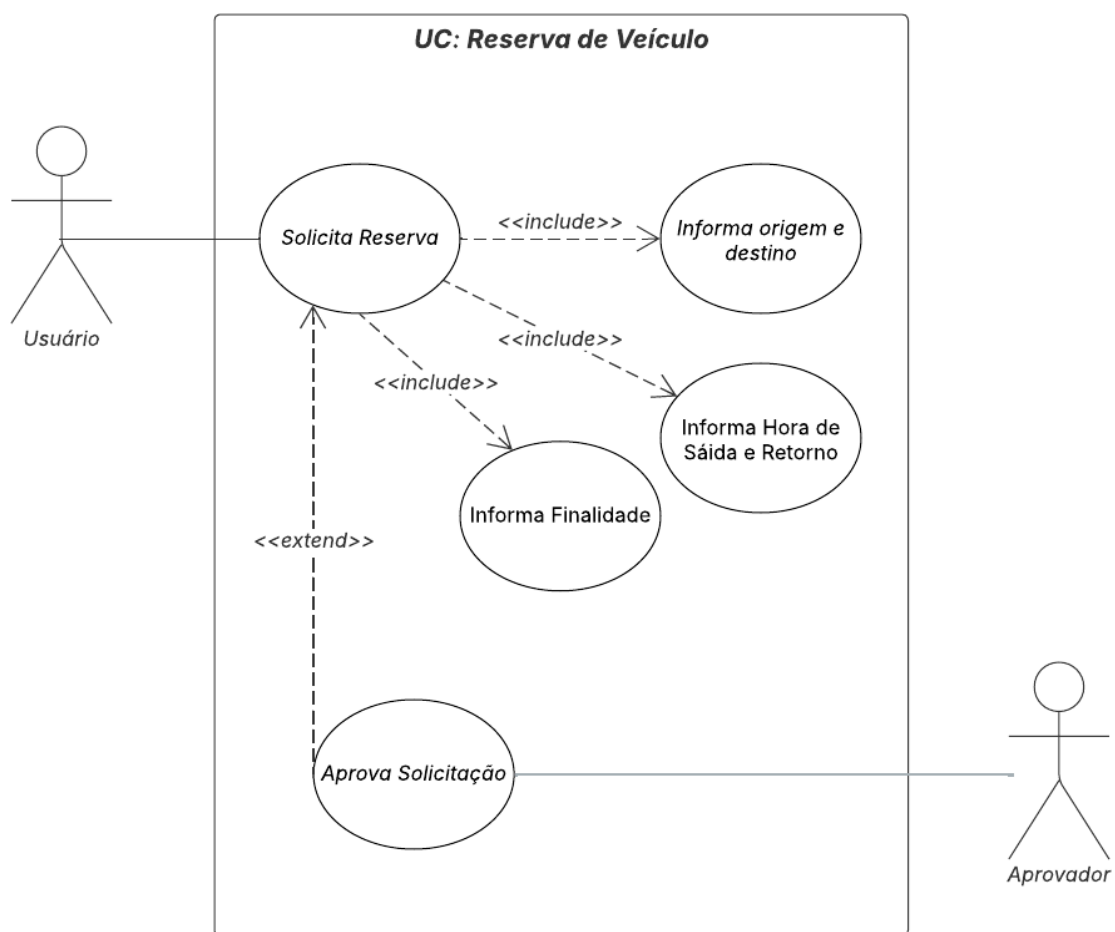 UC: Reserva de Veículo
Solicita Reserva
<<include>>
Informa origem e
destino
Usuário
<<include>>
<<include>>
Informa Hora de
Sáida e Retorno
Informa Finalidade
<<extend>>
Aprova Solicitação
Aprovador